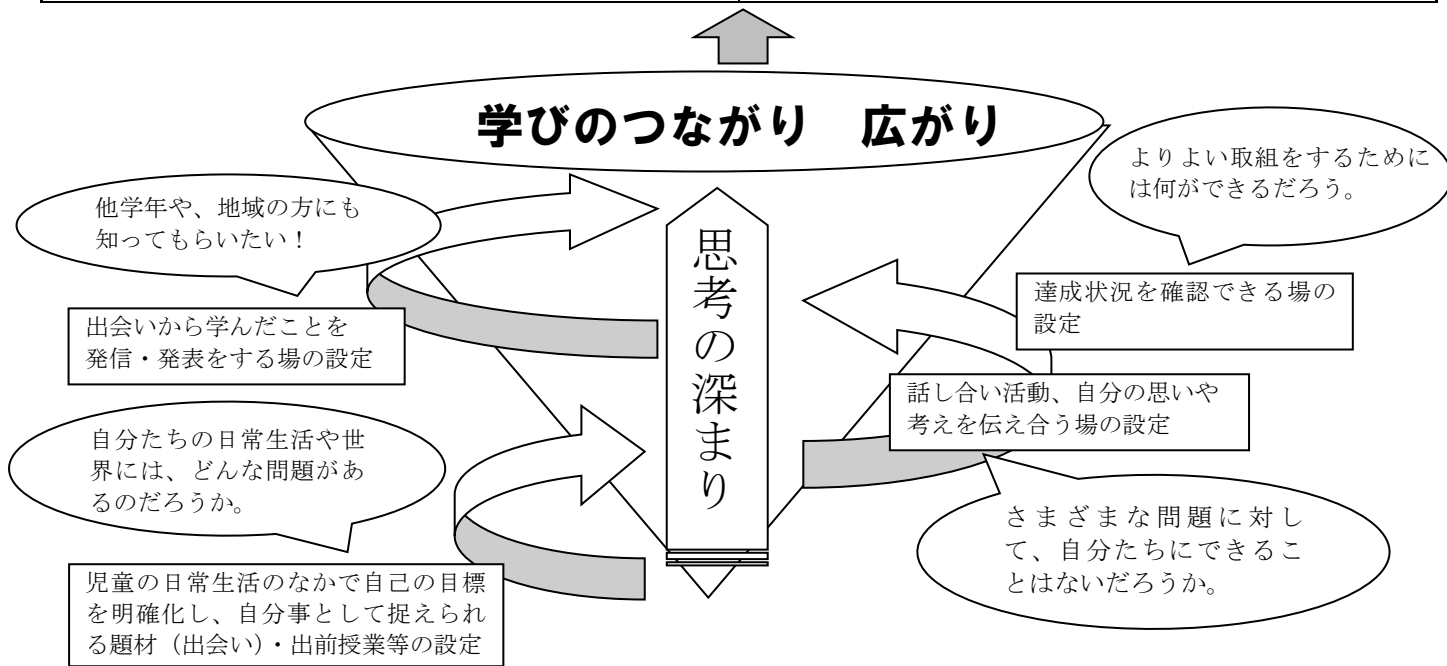 学びのつながり　広がり
よりよい取組をするために
は何ができるだろう。
他学年や、地域の方にも
知ってもらいたい！
思考の深まり
達成状況を確認できる場の
設定
出会いから学んだことを
発信・発表をする場の設定
話し合い活動、自分の思いや
考えを伝え合う場の設定
自分たちの日常生活や世
界には、どんな問題があ
るのだろうか。
さまざまな問題に対し
て、自分たちにできるこ
とはないだろうか。
児童の日常生活のなかで自己の目標
を明確化し、自分事として捉えられ
る題材（出会い）・出前授業等の設定